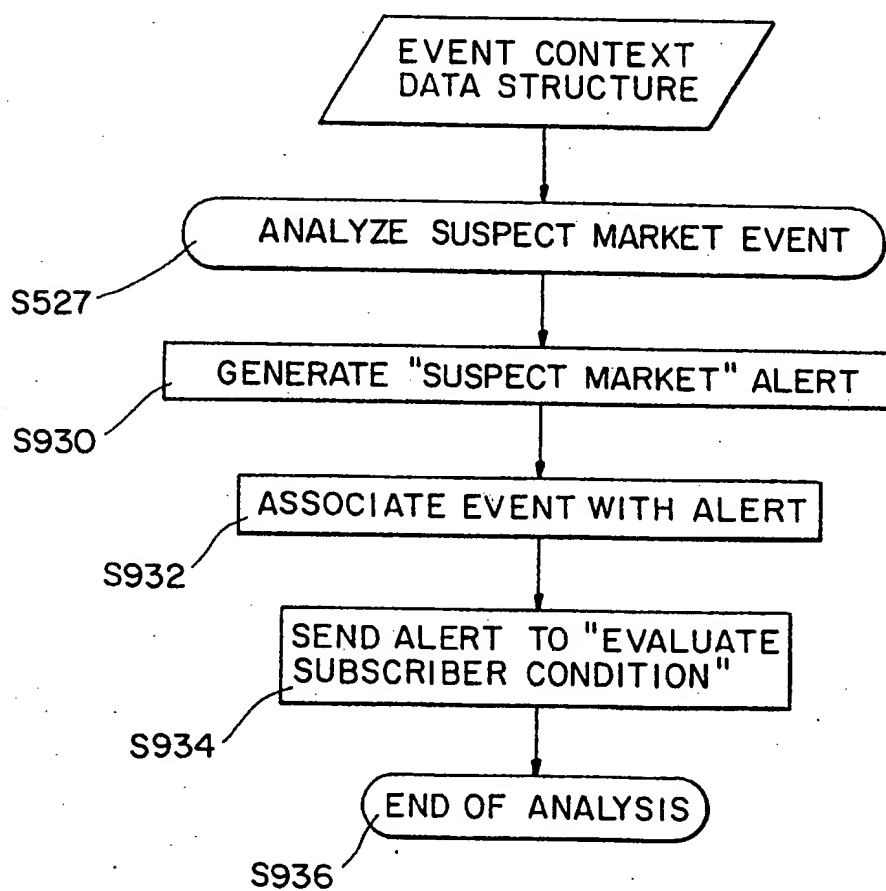 EVENT CONTEXT
DATA STRUCTURE
ANALYZE SUSPECT MARKET EVENT
S527
GENERATE "SUSPECT MARKET" ALERT
S930
ASSOCIATE EVENT WITH ALERT
S932
SEND ALERT TO "EVALUATE
SUBSCRIBER CONDITION"
S934
END OF ANALYSIS
S936